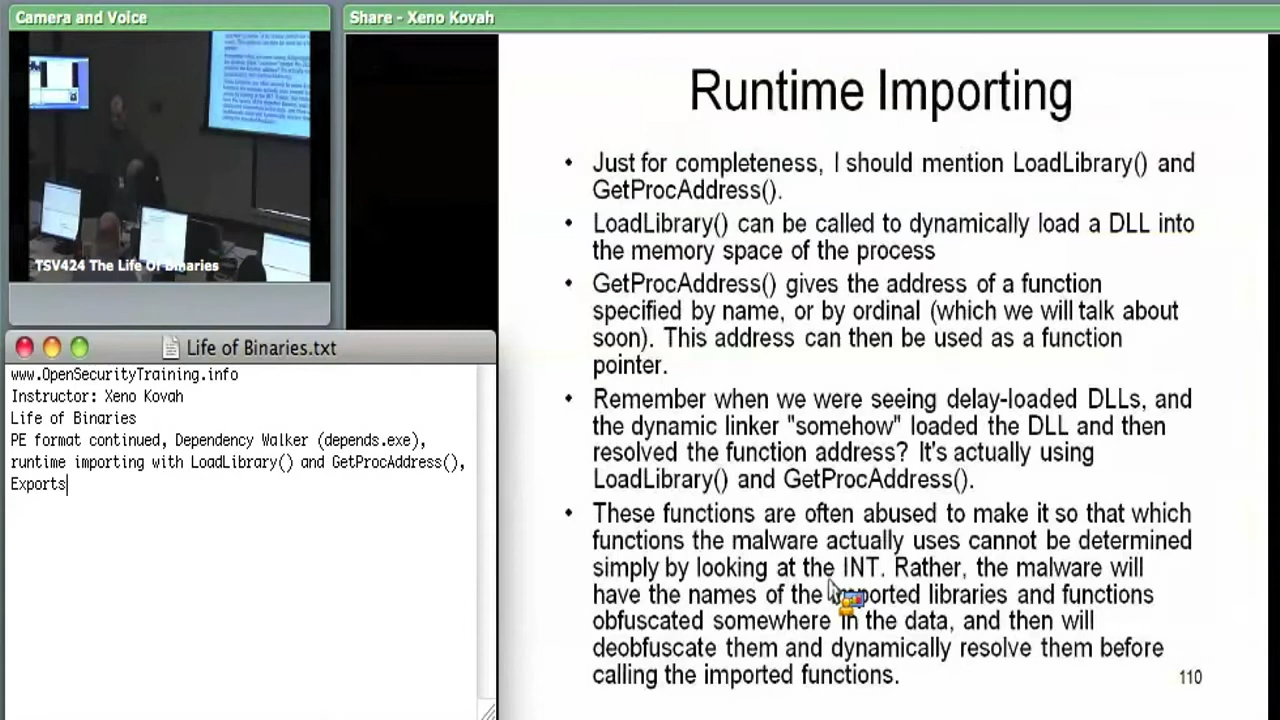 Camera and Voice
Share - Xeno Kovah
TSV424 The Life Of Binaries
Life of Binaries.txt
www.OpenSecurityTraining.info
Instructor: Xeno Kovah
Life of Binaries
PE format continued, Dependency Walker (depends.exe),
runtime importing with LoadLibrary() and GetProcAddress(),
Exports
Runtime Importing
• Just for completeness, I should mention LoadLibrary() and
GetProcAddress().
• LoadLibrary() can be called to dynamically load a DLL into
the memory space of the process
• GetProcAddress() gives the address of a function
specified by name, or by ordinal (which we will talk about
soon). This address can then be used as a function
pointer.
• Remember when we were seeing delay-loaded DLLs, and
the dynamic linker "somehow" loaded the DLL and then
resolved the function address? It's actually using
LoadLibrary() and GetProcAddress().
• These functions are often abused to make it so that which
functions the malware actually uses cannot be determined
simply by looking at the INT. Rather, the malware will
have the names of the imported libraries and functions
obfuscated somewhere in the data, and then will
deobfuscate them and dynamically resolve them before
calling the imported functions.
110